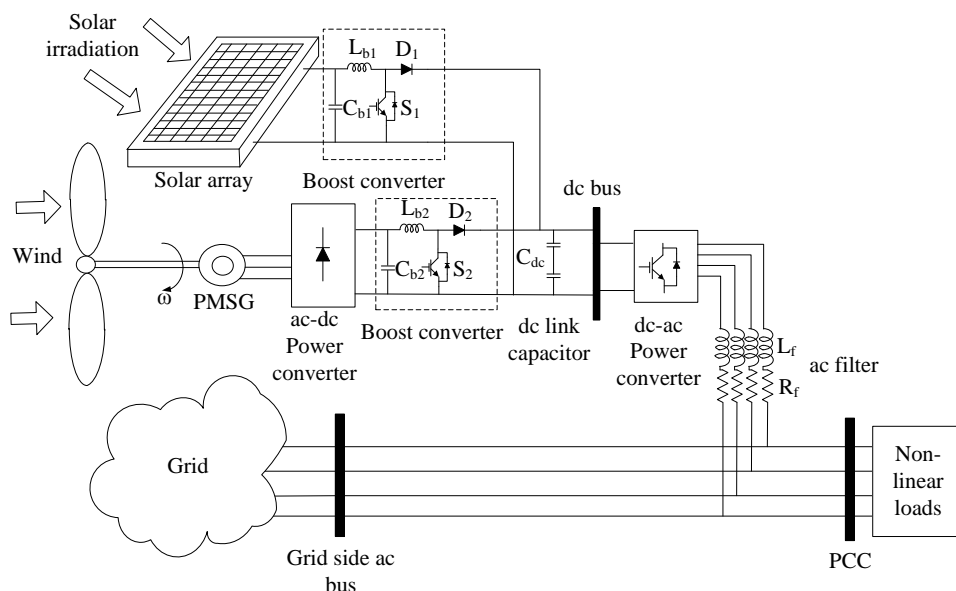 Solar
irradiation
L_b1
D_1
C_b1
S_1
Solar array
Boost converter
dc bus
L_b2
D_2
Wind
C_b2
S_2
C_dc
ω
PMSG
ac-dc
Power
converter
Boost converter
dc link
capacitor
dc-ac
Power
converter
L_f
ac filter
R_f
Grid
Non-
linear
loads
Grid side ac
bus
PCC